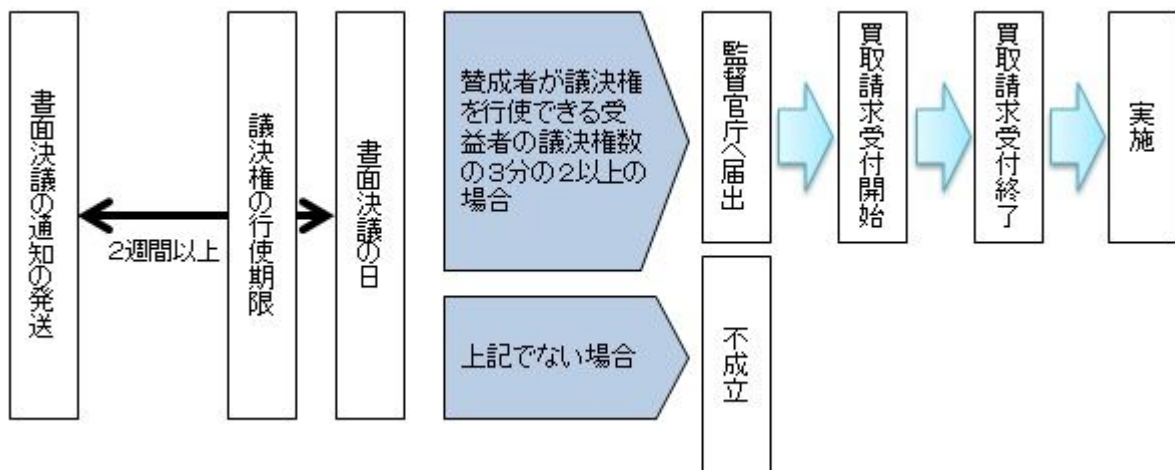 書面決議の通知の発送
2週間以上
議決権の行使期限
書面決議の日
賛成者が議決権
を行使できる受
益者の議決権数
の3分の2以上の
場合
監督官庁へ届出
買取請求受付開始
買取請求受付終了
実施
上記でない場合
不成立